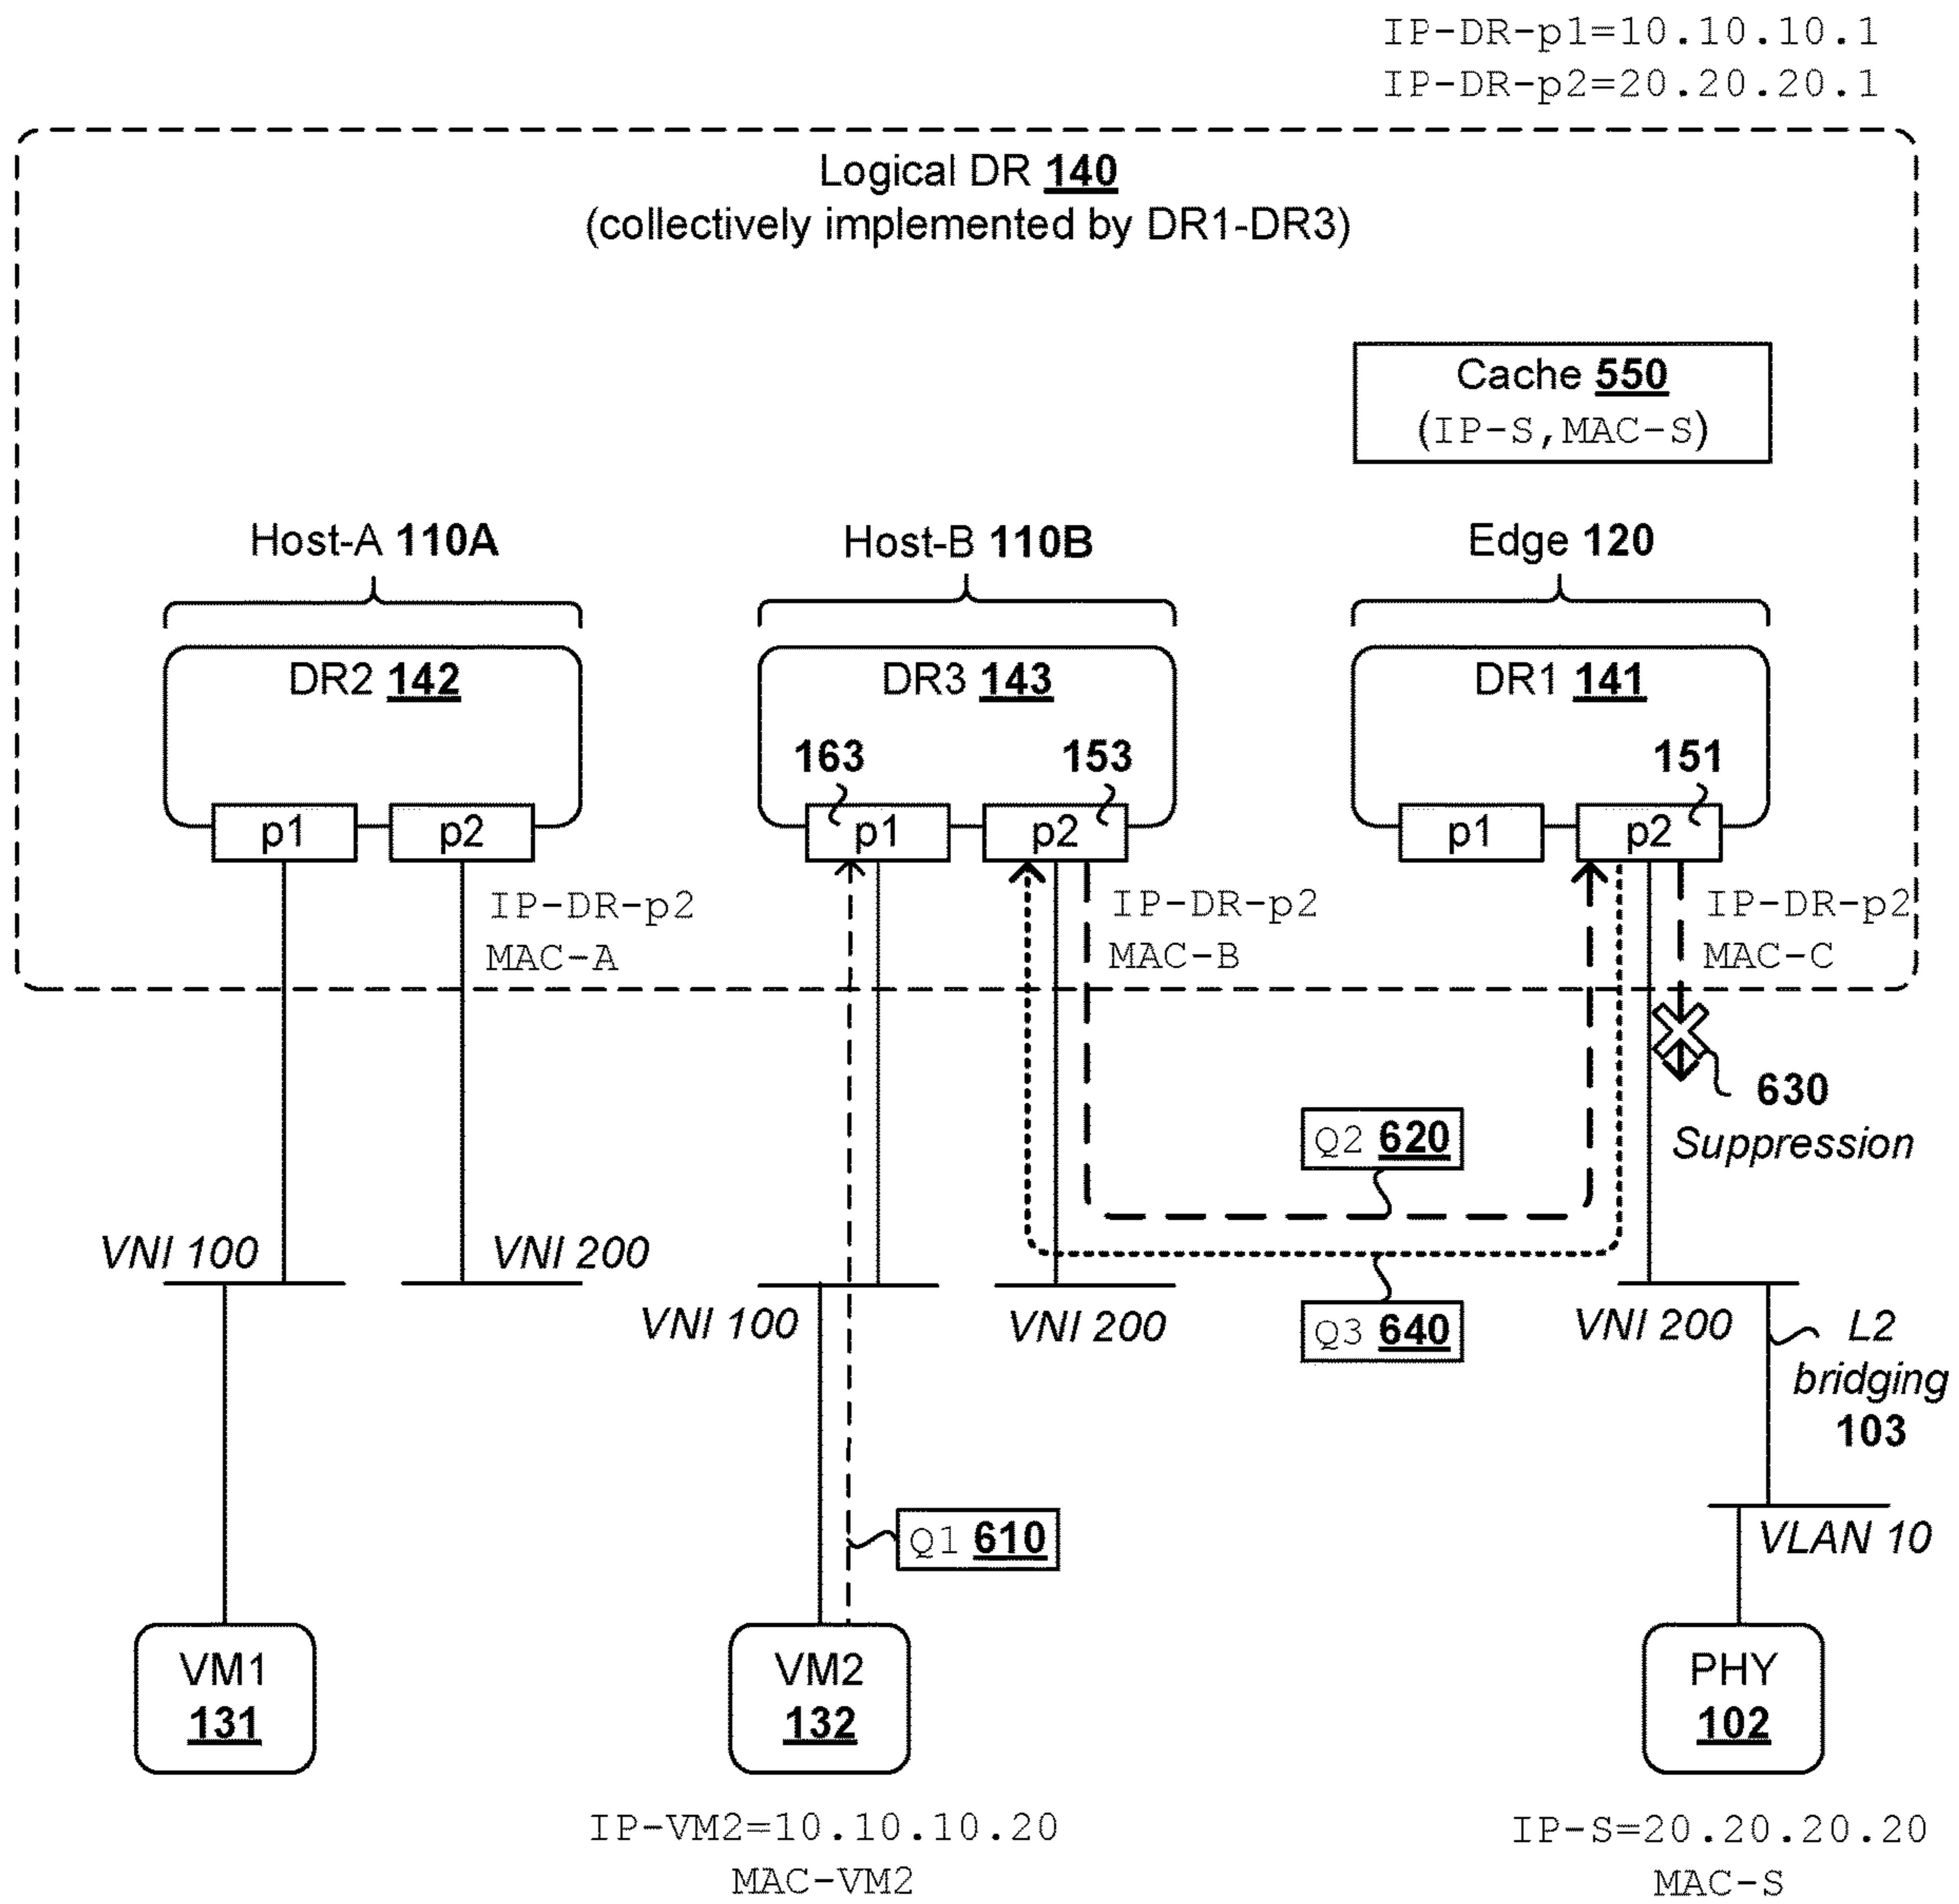 IP-DR-p1=10.10.10.1
IP-DR-p2=20.20.20.1
Logical DR 140
(collectively implemented by DR1-DR3)
Cache 550
(IP-S,MAC-S)
Host-A 110A
Host-B 110B
Edge 120
DR2 142
DR3 143
DR1 141
163
153
151
p1
p2
p1
p2
p1
p2
IP-DR-p2
MAC-A
IP-DR-p2
MAC-B
IP-DR-p2
MAC-C
630
Suppression
Q2 620
VNI 100
VNI 200
VNI 100
VNI 200
Q3 640
VNI 200
L2
bridging
103
Q1 610
VLAN 10
VM1
131
VM2
132
PHY
102
IP-VM2=10.10.10.20
MAC-VM2
IP-S=20.20.20.20
MAC-S